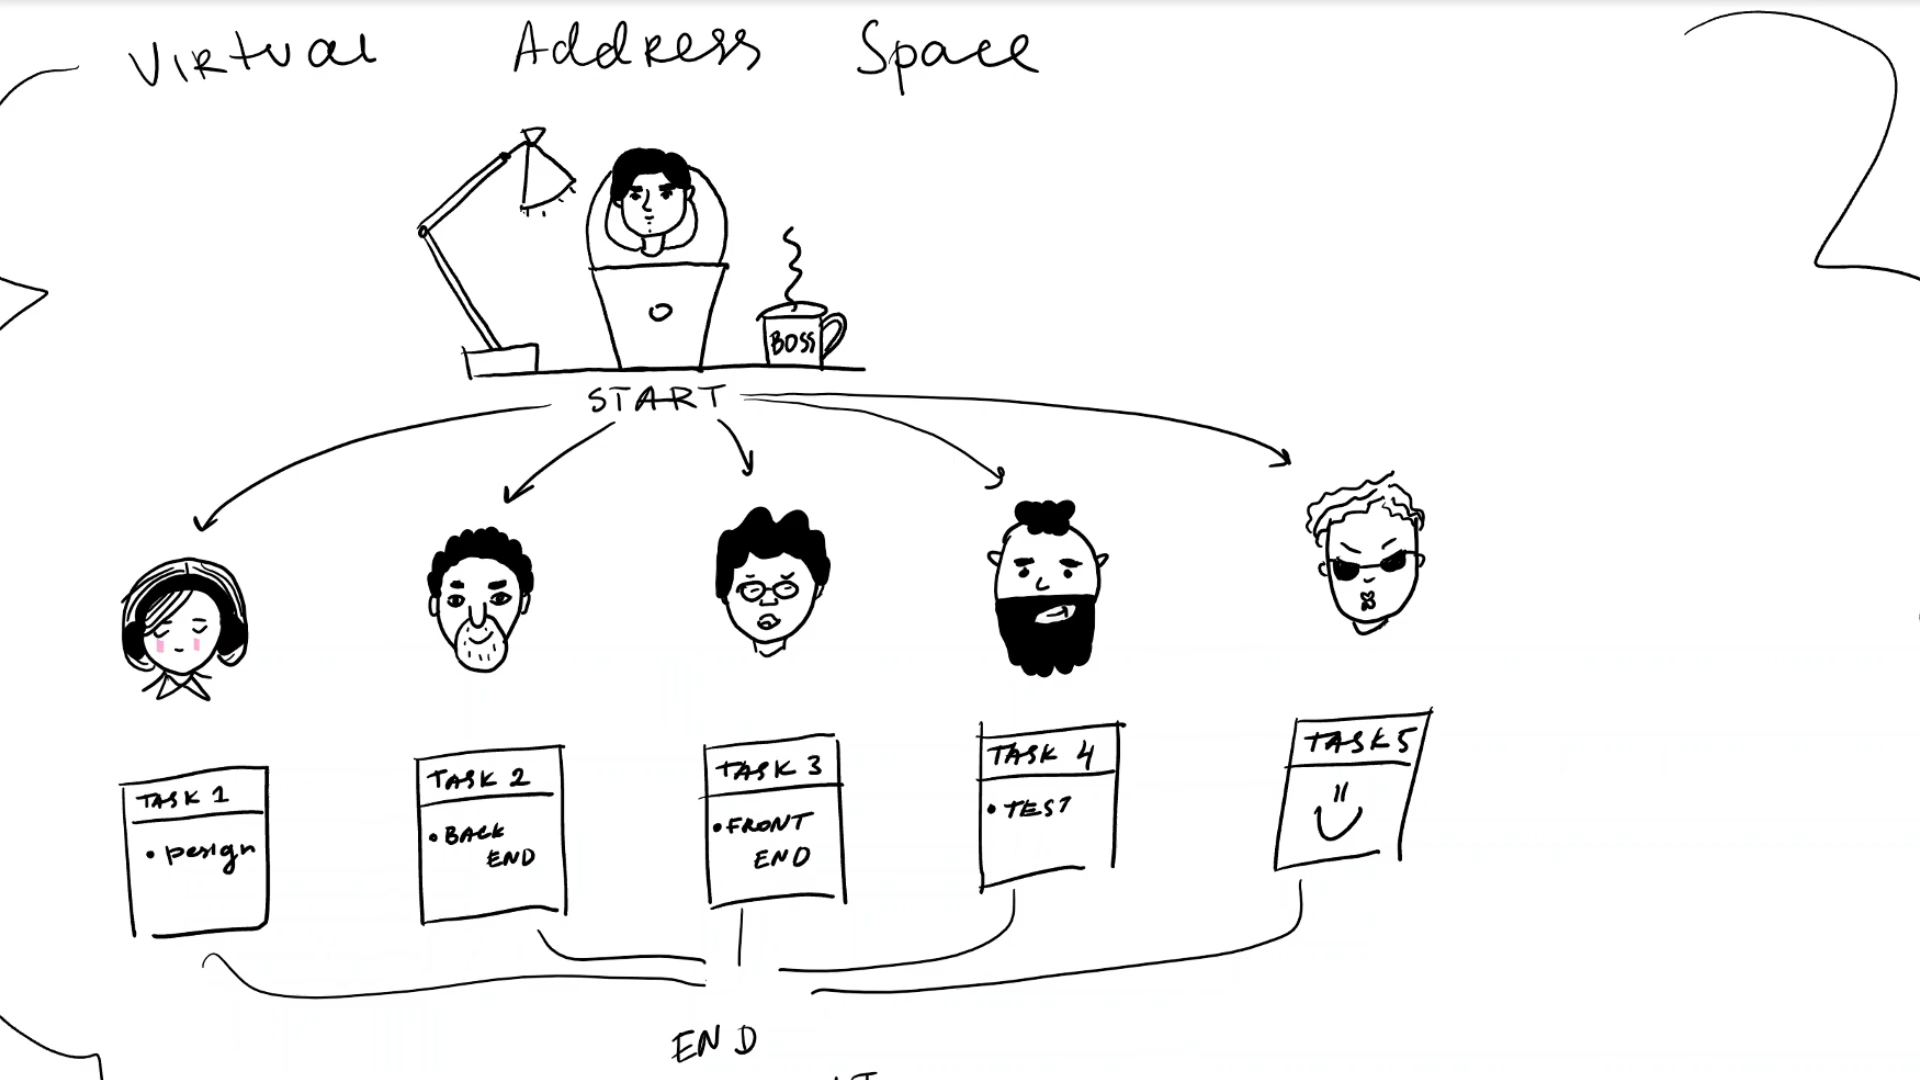 Virtual Address Space
BOSS
START
TASK 1
• Design
TASK 2
• BACK
END
TASK 3
• FRONT
END
TASK 4
• TEST
TASK 5
END